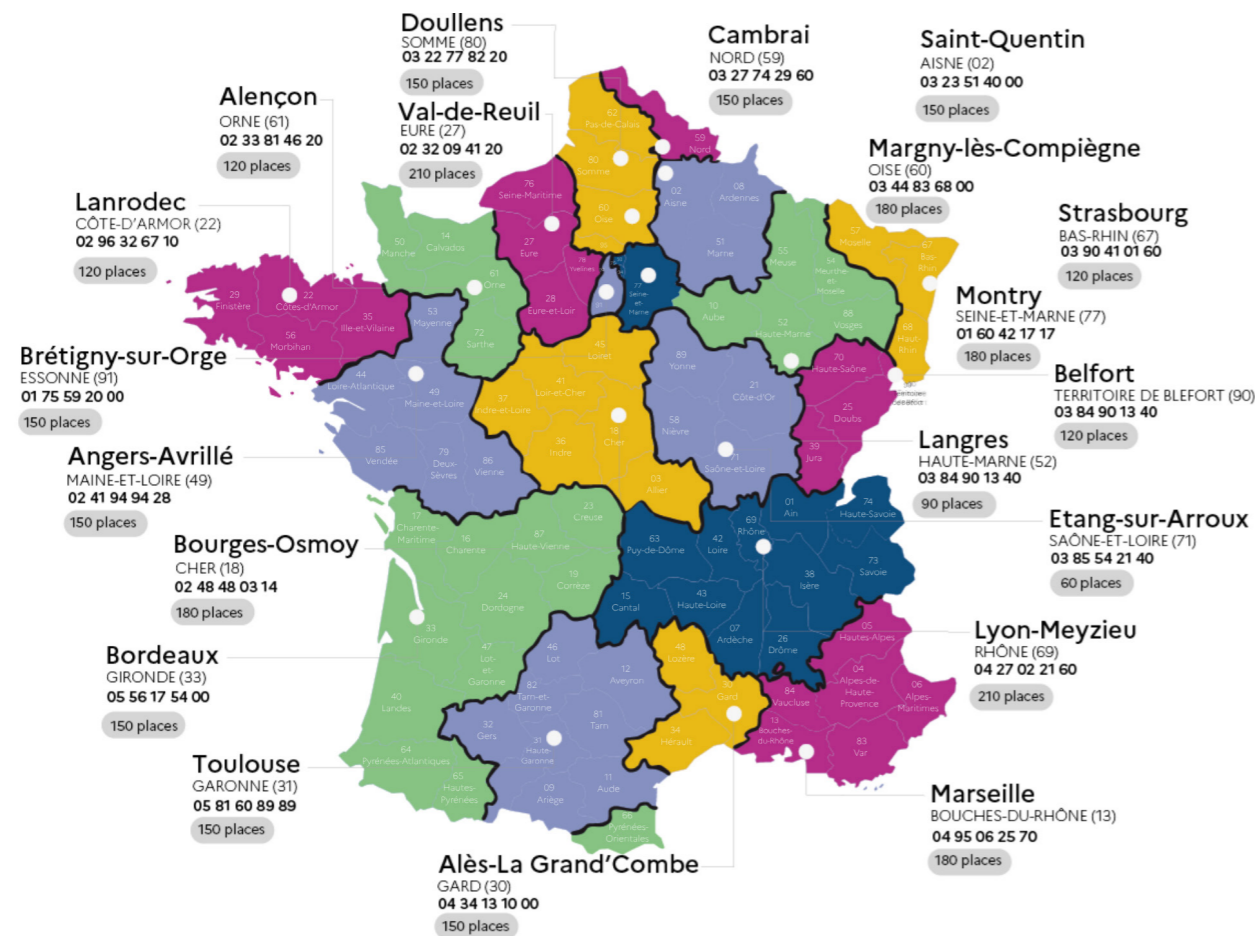 Doullens
SOMME (80)
03 22 77 82 20
150 places
Cambrai
NORD (59)
03 27 74 29 60
150 places
Saint-Quentin
AISNE (02)
03 23 51 40 00
150 places
Alençon
ORNE (61)
02 33 81 46 20
120 places
Val-de-Reuil
EURE (27)
02 32 09 41 20
210 places
Margny-lès-Compiègne
OISE (60)
03 44 83 68 00
180 places
Lanrodec
CÔTE-D'ARMOR (22)
02 96 32 67 10
120 places
Strasbourg
BAS-RHIN (67)
03 90 41 01 60
120 places
Montry
SEINE-ET-MARNE (77)
01 60 42 17 17
180 places
Brétigny-sur-Orge
ESSONNE (91)
01 75 59 20 00
150 places
Belfort
TERRITOIRE DE BLEFORT (90)
03 84 90 13 40
120 places
Angers-Avrillé
MAINE-ET-LOIRE (49)
02 41 94 94 28
150 places
Langres
HAUTE-MARNE (52)
03 84 90 13 40
90 places
Bourges-Osmoy
CHER (18)
02 48 48 03 14
180 places
Etang-sur-Arroux
SAÔNE-ET-LOIRE (71)
03 85 54 21 40
60 places
Bordeaux
GIRONDE (33)
05 56 17 54 00
150 places
Lyon-Meyzieu
RHÔNE (69)
04 27 02 21 60
210 places
Toulouse
GARONNE (31)
05 81 60 89 89
150 places
Marseille
BOUCHES-DU-RHÔNE (13)
04 95 06 25 70
180 places
Alès-La Grand'Combe
GARD (30)
04 34 13 10 00
150 places
62
Pas-de-Calais
59
Nord
80
Somme
02
Aisne
08
Ardennes
76
Seine-Maritime
60
Oise
27
Eure
78
Yvelines
77
Seine-
et-
Marne
51
Marne
55
Meuse
54
Meurthe-
et-
Moselle
57
Moselle
67
Bas-
Rhin
50
Manche
14
Calvados
61
Orne
28
Eure-et-Loir
10
Aube
52
Haute-Marne
88
Vosges
68
Haut-
Rhin
29
Finistère
22
Côtes-d'Armor
56
Morbihan
35
Ille-et-Vilaine
53
Mayenne
72
Sarthe
45
Loiret
89
Yonne
70
Haute-Saône
44
Loire-Atlantique
49
Maine-et-Loire
37
Indre-et-Loire
41
Loir-et-Cher
18
Cher
58
Nièvre
21
Côte-d'Or
25
Doubs
39
Jura
85
Vendée
79
Deux-
Sèvres
86
Vienne
36
Indre
03
Allier
71
Saône-et-Loire
17
Charente-
Maritime
16
Charente
87
Haute-Vienne
23
Creuse
63
Puy-de-Dôme
42
Loire
69
Rhône
01
Ain
74
Haute-Savoie
73
Savoie
38
Isère
19
Corrèze
15
Cantal
43
Haute-Loire
07
Ardèche
26
Drôme
24
Dordogne
33
Gironde
47
Lot-
et-
Garonne
46
Lot
12
Aveyron
48
Lozère
30
Gard
05
Hautes-Alpes
04
Alpes-
de-
Haute-
Provence
06
Alpes-
Maritimes
84
Vaucluse
13
Bouches-
du-Rhône
83
Var
40
Landes
82
Tarn-et-
Garonne
32
Gers
81
Tarn
34
Hérault
31
Haute-
Garonne
64
Pyrénées-Atlantiques
65
Hautes-
Pyrénées
09
Ariège
11
Aude
66
Pyrénées-
Orientales